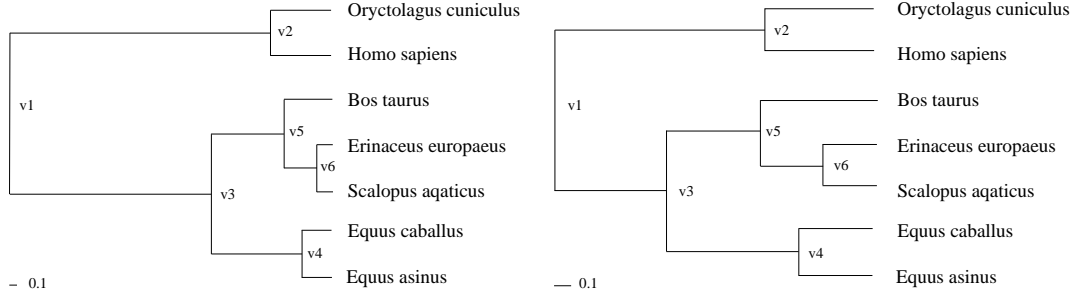 Oryctolagus cuniculus
v2
Homo sapiens
Bos taurus
v1
v5
Erinaceus europaeus
v6
Scalopus aqaticus
v3
Equus caballus
v4
Equus asinus
0.1
Oryctolagus cuniculus
v2
Homo sapiens
Bos taurus
v1
v5
Erinaceus europaeus
v6
Scalopus aqaticus
v3
Equus caballus
v4
Equus asinus
0.1